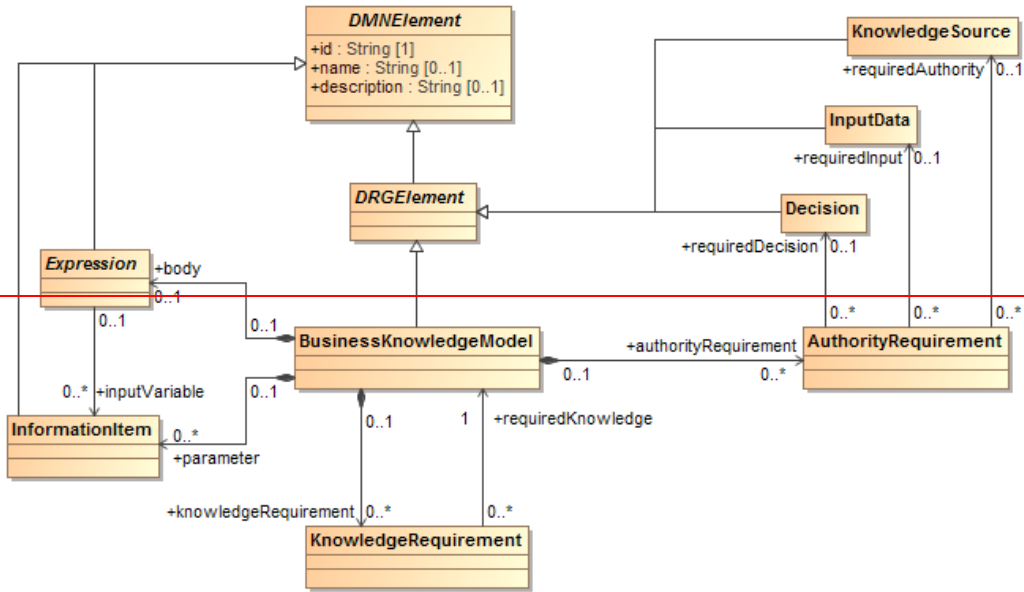 DMNElement
+id : String [1]
+name : String [0..1]
+description : String [0..1]
KnowledgeSource
+requiredAuthority
0..1
InputData
+requiredInput
0..1
DRGElement
Decision
+requiredDecision
0..1
Expression
+body
0..1
0..1
0..1
0..*
0..*
0..*
BusinessKnowledgeModel
+authorityRequirement
AuthorityRequirement
0..1
0..*
0..*
+inputVariable
0..1
0..1
1
+requiredKnowledge
InformationItem
0..*
+parameter
+knowledgeRequirement
0..*
0..*
KnowledgeRequirement